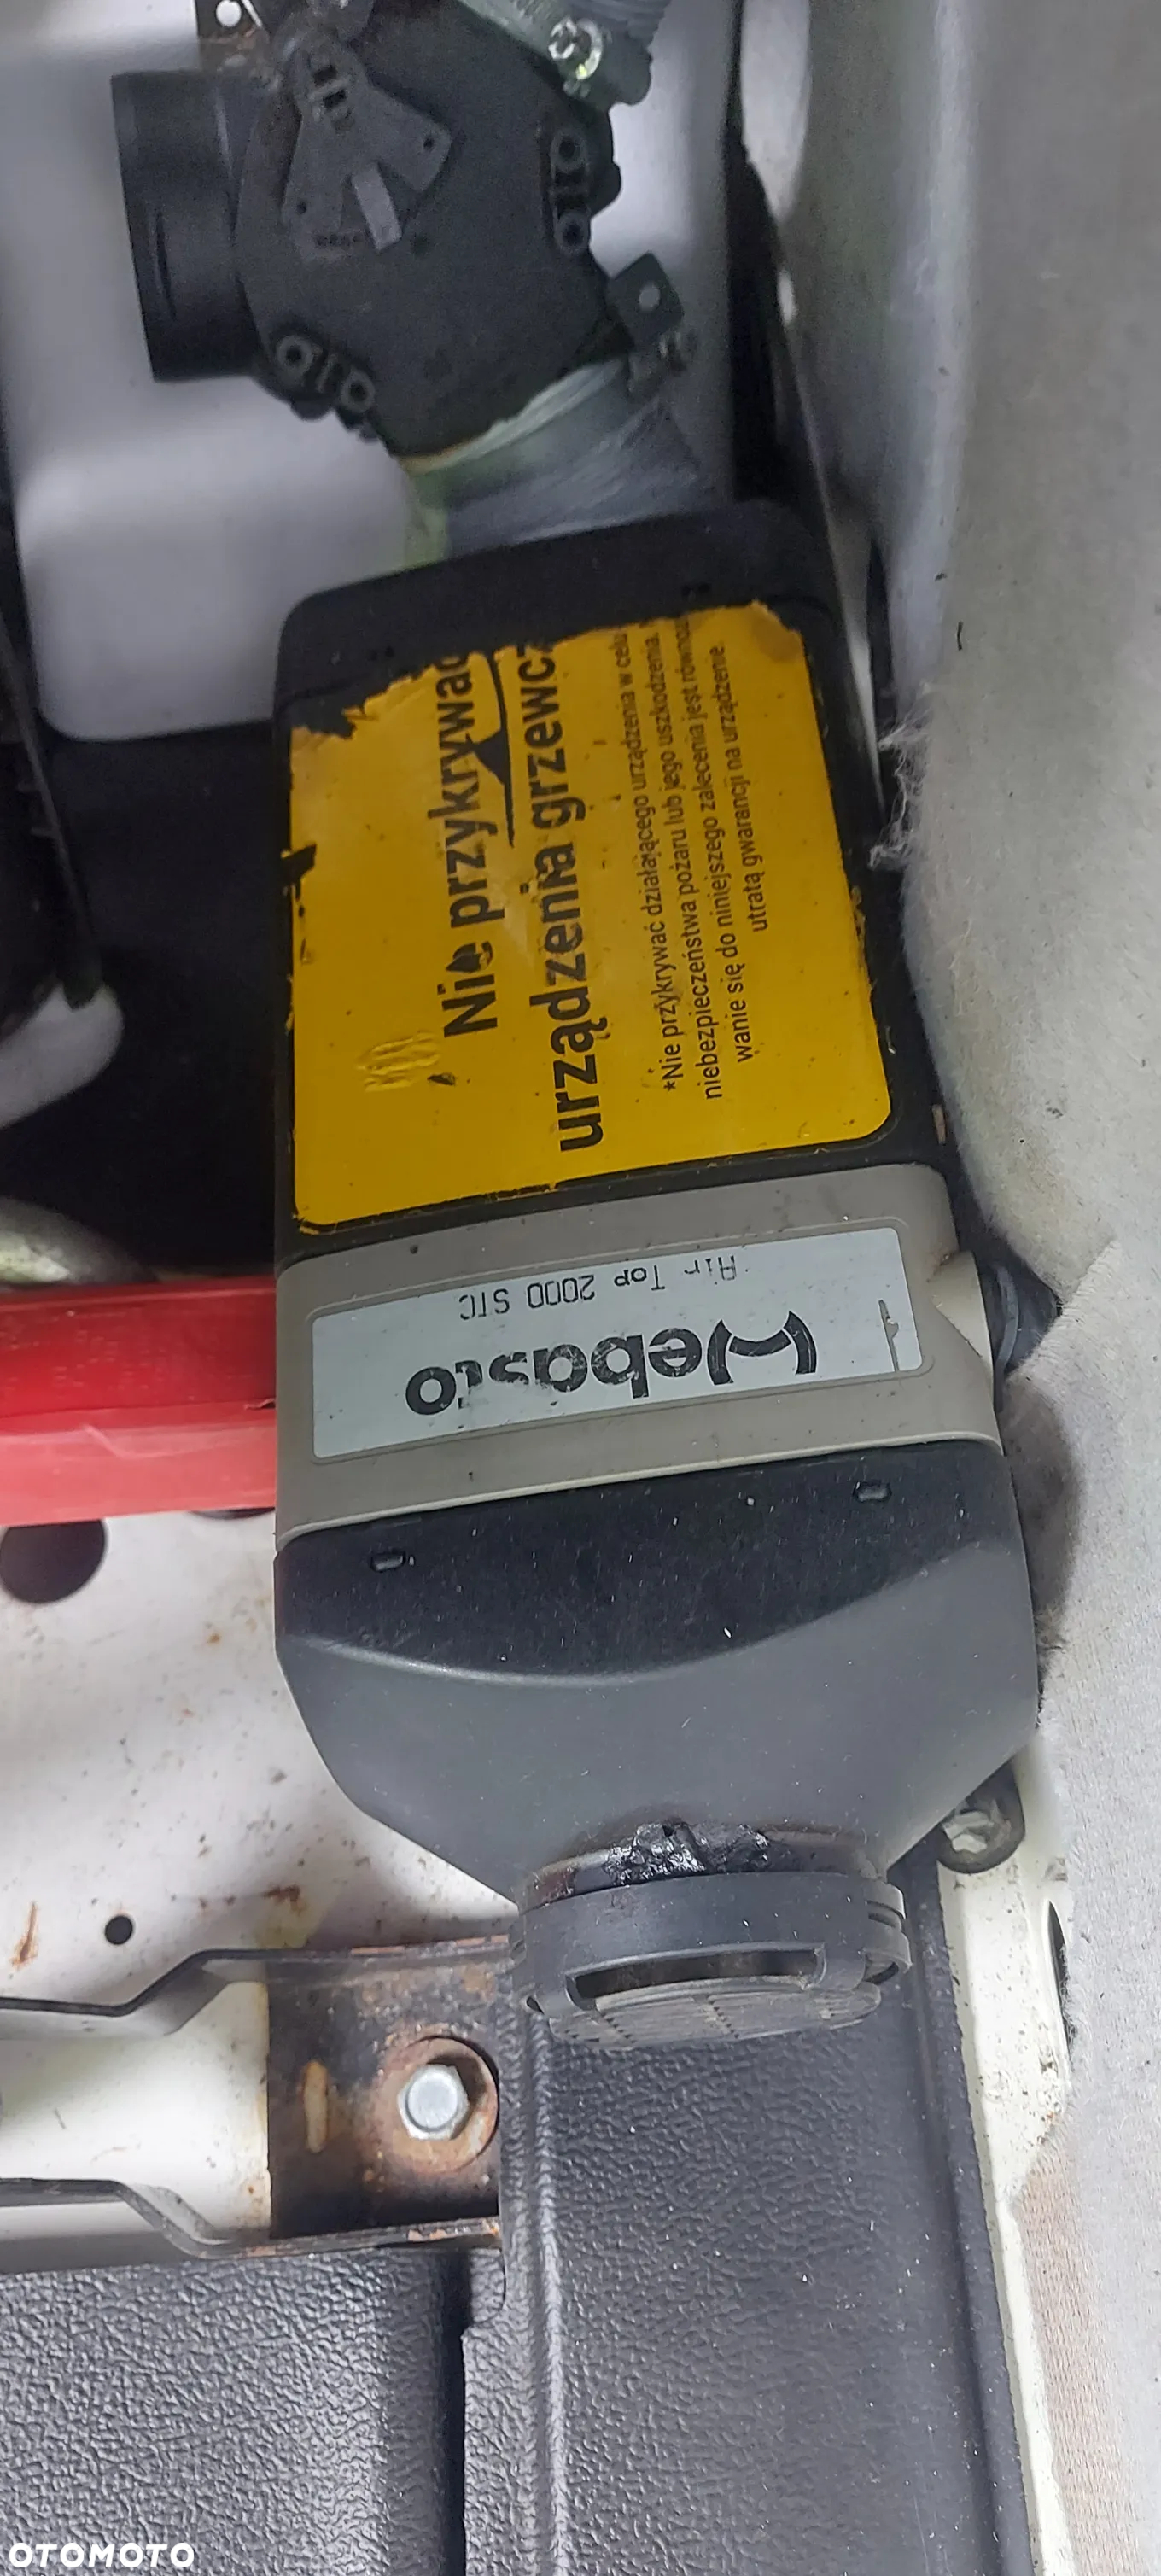 Nie przykrywać
urządzenia grzewcz
*Nie przykrywać działającego urządzenia w celu
niebezpieczeństwa pożaru lub jego uszkodzenia.
wanie się do niniejszego zalecenia jest równoz
utratą gwarancji na urządzenie.
Air Top 2000 STC
Webasto
OTOMOTO